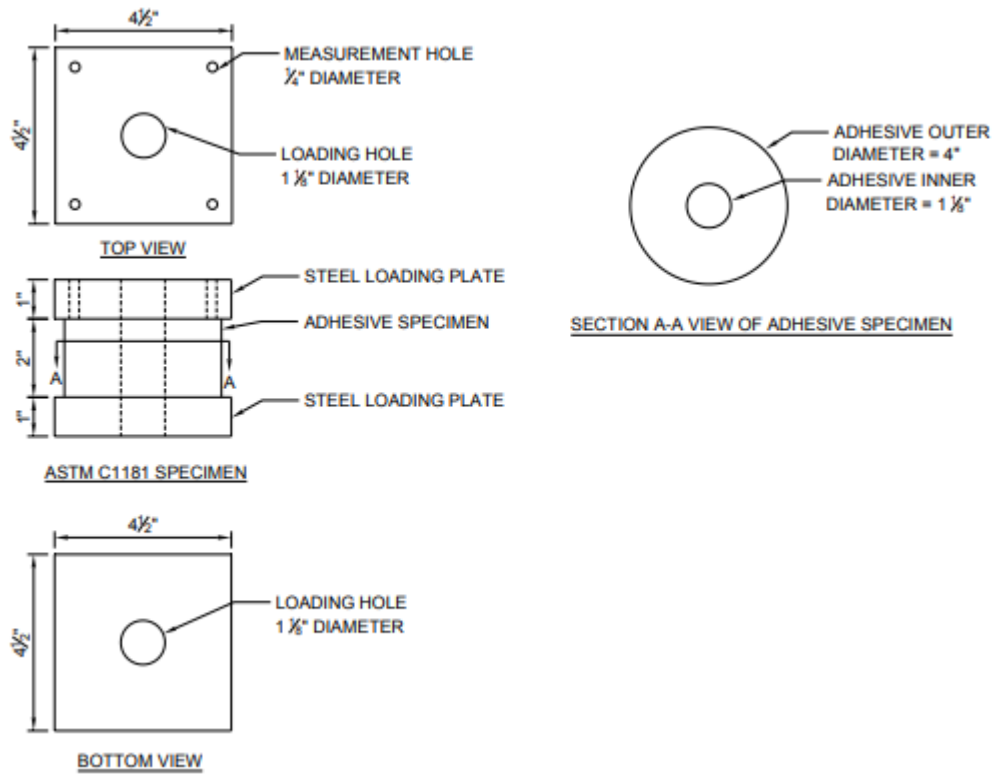 4½"
4½"
MEASUREMENT HOLE
¼" DIAMETER
LOADING HOLE
1 ⅛" DIAMETER
TOP VIEW
1"
2"
1"
STEEL LOADING PLATE
ADHESIVE SPECIMEN
A
A
STEEL LOADING PLATE
ASTM C1181 SPECIMEN
4½"
4½"
LOADING HOLE
1 ⅛" DIAMETER
BOTTOM VIEW
ADHESIVE OUTER
DIAMETER = 4"
ADHESIVE INNER
DIAMETER = 1 ⅛"
SECTION A-A VIEW OF ADHESIVE SPECIMEN